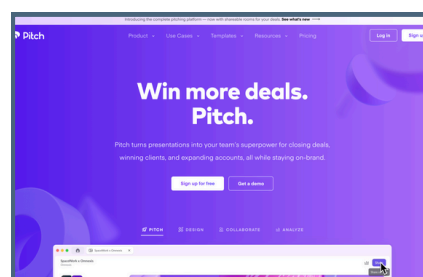 Introducing the complete pitching platform — now with shareable rooms for your deals. See what's new ⟶
Pitch
Product
Use Cases
Templates
Resources
Pricing
Log in
Sign u
Win more deals.
Pitch.
Pitch turns presentations into your team's superpower for closing deals,
winning clients, and expanding accounts, all while staying on-brand.
Sign up for free
Get a demo
PITCH
DESIGN
COLLABORATE
ANALYZE